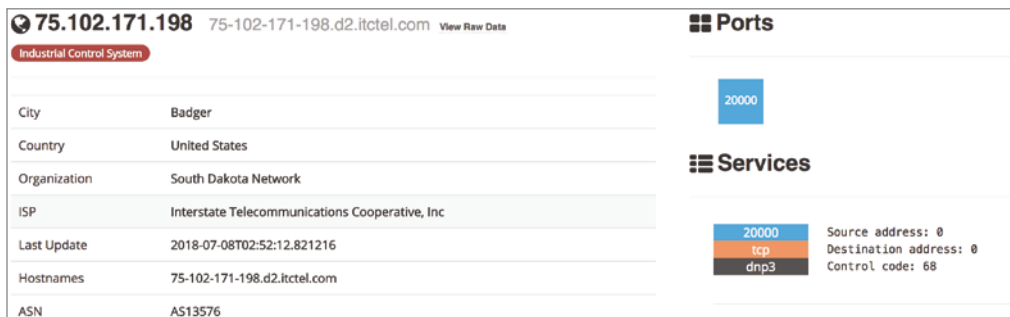 75.102.171.198 75-102-171-198.d2.itctel.com View Raw Data
Industrial Control System
City Badger
Country United States
Organization South Dakota Network
ISP Interstate Telecommunications Cooperative, Inc
Last Update 2018-07-08T02:52:12.821216
Hostnames 75-102-171-198.d2.itctel.com
ASN AS13576
Ports
20000
Services
20000
tcp
dnp3
Source address: 0
Destination address: 0
Control code: 68